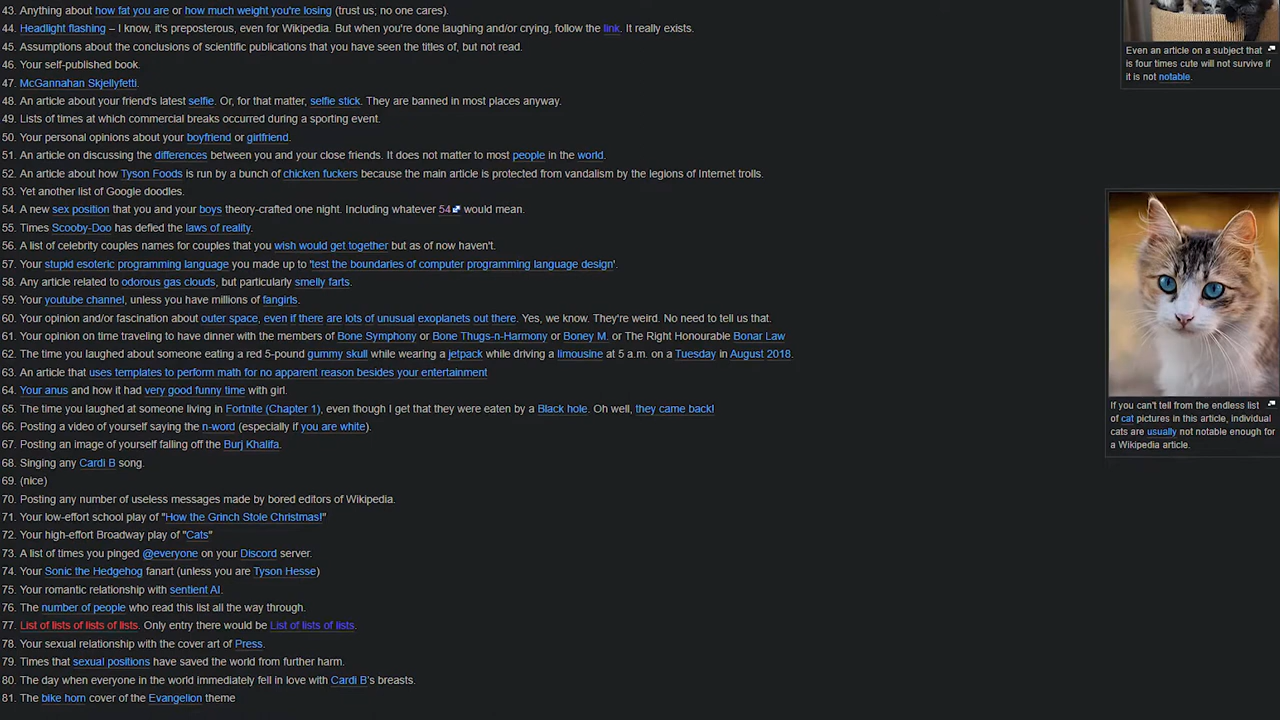 43. Anything about how fat you are or how much weight you're losing (trust us; no one cares).
44. Headlight flashing – I know, it's preposterous, even for Wikipedia. But when you're done laughing and/or crying, follow the link. It really exists.
45. Assumptions about the conclusions of scientific publications that you have seen the titles of, but not read.
46. Your self-published book.
47. McGannahan Skjellyfetti.
48. An article about your friend's latest selfie. Or, for that matter, selfie stick. They are banned in most places anyway.
49. Lists of times at which commercial breaks occurred during a sporting event.
50. Your personal opinions about your boyfriend or girlfriend.
51. An article on discussing the differences between you and your close friends. It does not matter to most people in the world.
52. An article about how Tyson Foods is run by a bunch of chicken fuckers because the main article is protected from vandalism by the legions of Internet trolls.
53. Yet another list of Google doodles.
54. A new sex position that you and your boys theory-crafted one night. Including whatever 54 would mean.
55. Times Scooby-Doo has defied the laws of reality.
56. A list of celebrity couples names for couples that you wish would get together but as of now haven't.
57. Your stupid esoteric programming language you made up to 'test the boundaries of computer programming language design'.
58. Any article related to odorous gas clouds, but particularly smelly farts.
59. Your youtube channel, unless you have millions of fangirls.
60. Your opinion and/or fascination about outer space, even if there are lots of unusual exoplanets out there. Yes, we know. They're weird. No need to tell us that.
61. Your opinion on time traveling to have dinner with the members of Bone Symphony or Bone Thugs-n-Harmony or Boney M. or The Right Honourable Bonar Law
62. The time you laughed about someone eating a red 5-pound gummy skull while wearing a jetpack while driving a limousine at 5 a.m. on a Tuesday in August 2018.
63. An article that uses templates to perform math for no apparent reason besides your entertainment
64. Your anus and how it had very good funny time with girl.
65. The time you laughed at someone living in Fortnite (Chapter 1), even though I get that they were eaten by a Black hole. Oh well, they came back!
66. Posting a video of yourself saying the n-word (especially if you are white).
67. Posting an image of yourself falling off the Burj Khalifa.
68. Singing any Cardi B song.
69. (nice)
70. Posting any number of useless messages made by bored editors of Wikipedia.
71. Your low-effort school play of "How the Grinch Stole Christmas!"
72. Your high-effort Broadway play of "Cats"
73. A list of times you pinged @everyone on your Discord server.
74. Your Sonic the Hedgehog fanart (unless you are Tyson Hesse)
75. Your romantic relationship with sentient AI.
76. The number of people who read this list all the way through.
77. List of lists of lists of lists. Only entry there would be List of lists of lists.
78. Your sexual relationship with the cover art of Press.
79. Times that sexual positions have saved the world from further harm.
80. The day when everyone in the world immediately fell in love with Cardi B's breasts.
81. The bike horn cover of the Evangelion theme
Even an article on a subject that
is four times cute will not survive if
it is not notable.
If you can't tell from the endless list
of cat pictures in this article, individual
cats are usually not notable enough for
a Wikipedia article.